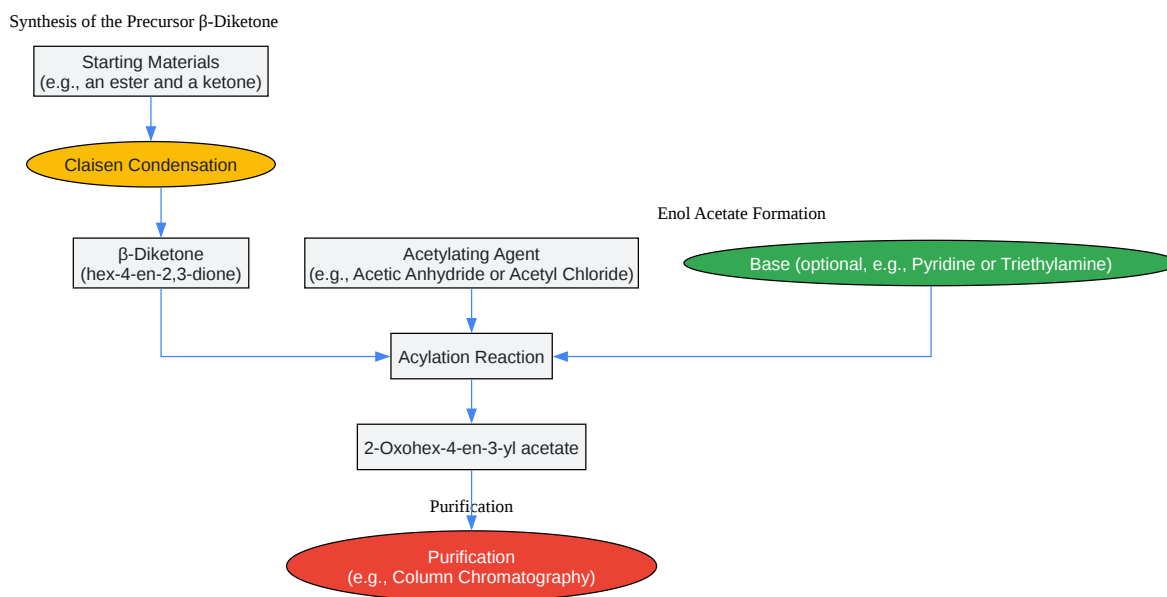 Synthesis of the Precursor β-Diketone
Starting Materials
(e.g., an ester and a ketone)
Claisen Condensation
Enol Acetate Formation
β-Diketone
(hex-4-en-2,3-dione)
Acetylating Agent
(e.g., Acetic Anhydride or Acetyl Chloride)
Base (optional, e.g., Pyridine or Triethylamine)
Acylation Reaction
2-Oxohex-4-en-3-yl acetate
Purification
Purification
(e.g., Column Chromatography)